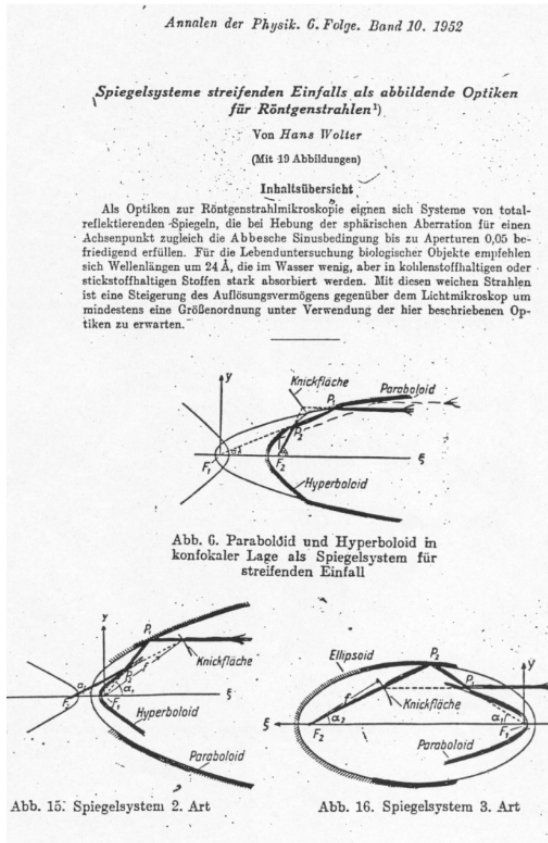 Annalen der Physik. 6. Folge. Band 10. 1952
Spiegelsysteme streifenden Einfalls als abbildende Optiken
für Röntgenstrahlen¹)
Von Hans Wolter
(Mit 19 Abbildungen)
Inhaltsübersicht
Als Optiken zur Röntgenstrahlmikroskopie eignen sich Systeme von total-
reflektierenden Spiegeln, die bei Hebung der sphärischen Aberration für einen
Achsenpunkt zugleich die Abbesche Sinusbedingung bis zu Aperturen 0,05 be-
friedigend erfüllen. Für die Lebenduntersuchung biologischer Objekte empfehlen
sich Wellenlängen um 24 Å, die im Wasser wenig, aber in kohlenstoffhaltigen oder
stickstoffhaltigen Stoffen stark absorbiert werden. Mit diesen weichen Strahlen
ist eine Steigerung des Auflösungsvermögens gegenüber dem Lichtmikroskop um
mindestens eine Größenordnung unter Verwendung der hier beschriebenen Op-
tiken zu erwarten.
y
Knickfläche
P₁
Paraboloid
P₂
F₁
F₂
ξ
Hyperboloid
Abb. 6. Paraboloid und Hyperboloid in
konfokaler Lage als Spiegelsystem für
streifenden Einfall
y
P₁
Knickfläche
P₂
α₂
α₁
ξ
F₁
Hyperboloid
Paraboloid
Abb. 15. Spiegelsystem 2. Art
Ellipsoid
P₂
y
P₁
f
Knickfläche
ξ
α₂
α₁
F₂
F₁
Paraboloid
Abb. 16. Spiegelsystem 3. Art